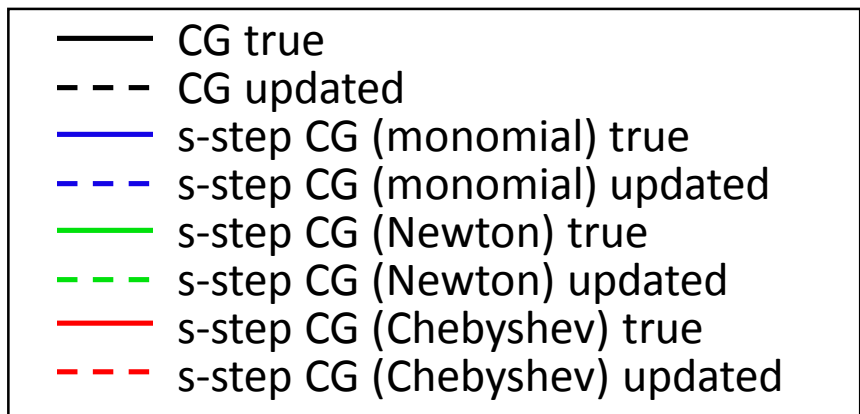 CG true
CG updated
s-step CG (monomial) true
s-step CG (monomial) updated
s-step CG (Newton) true
s-step CG (Newton) updated
s-step CG (Chebyshev) true
s-step CG (Chebyshev) updated